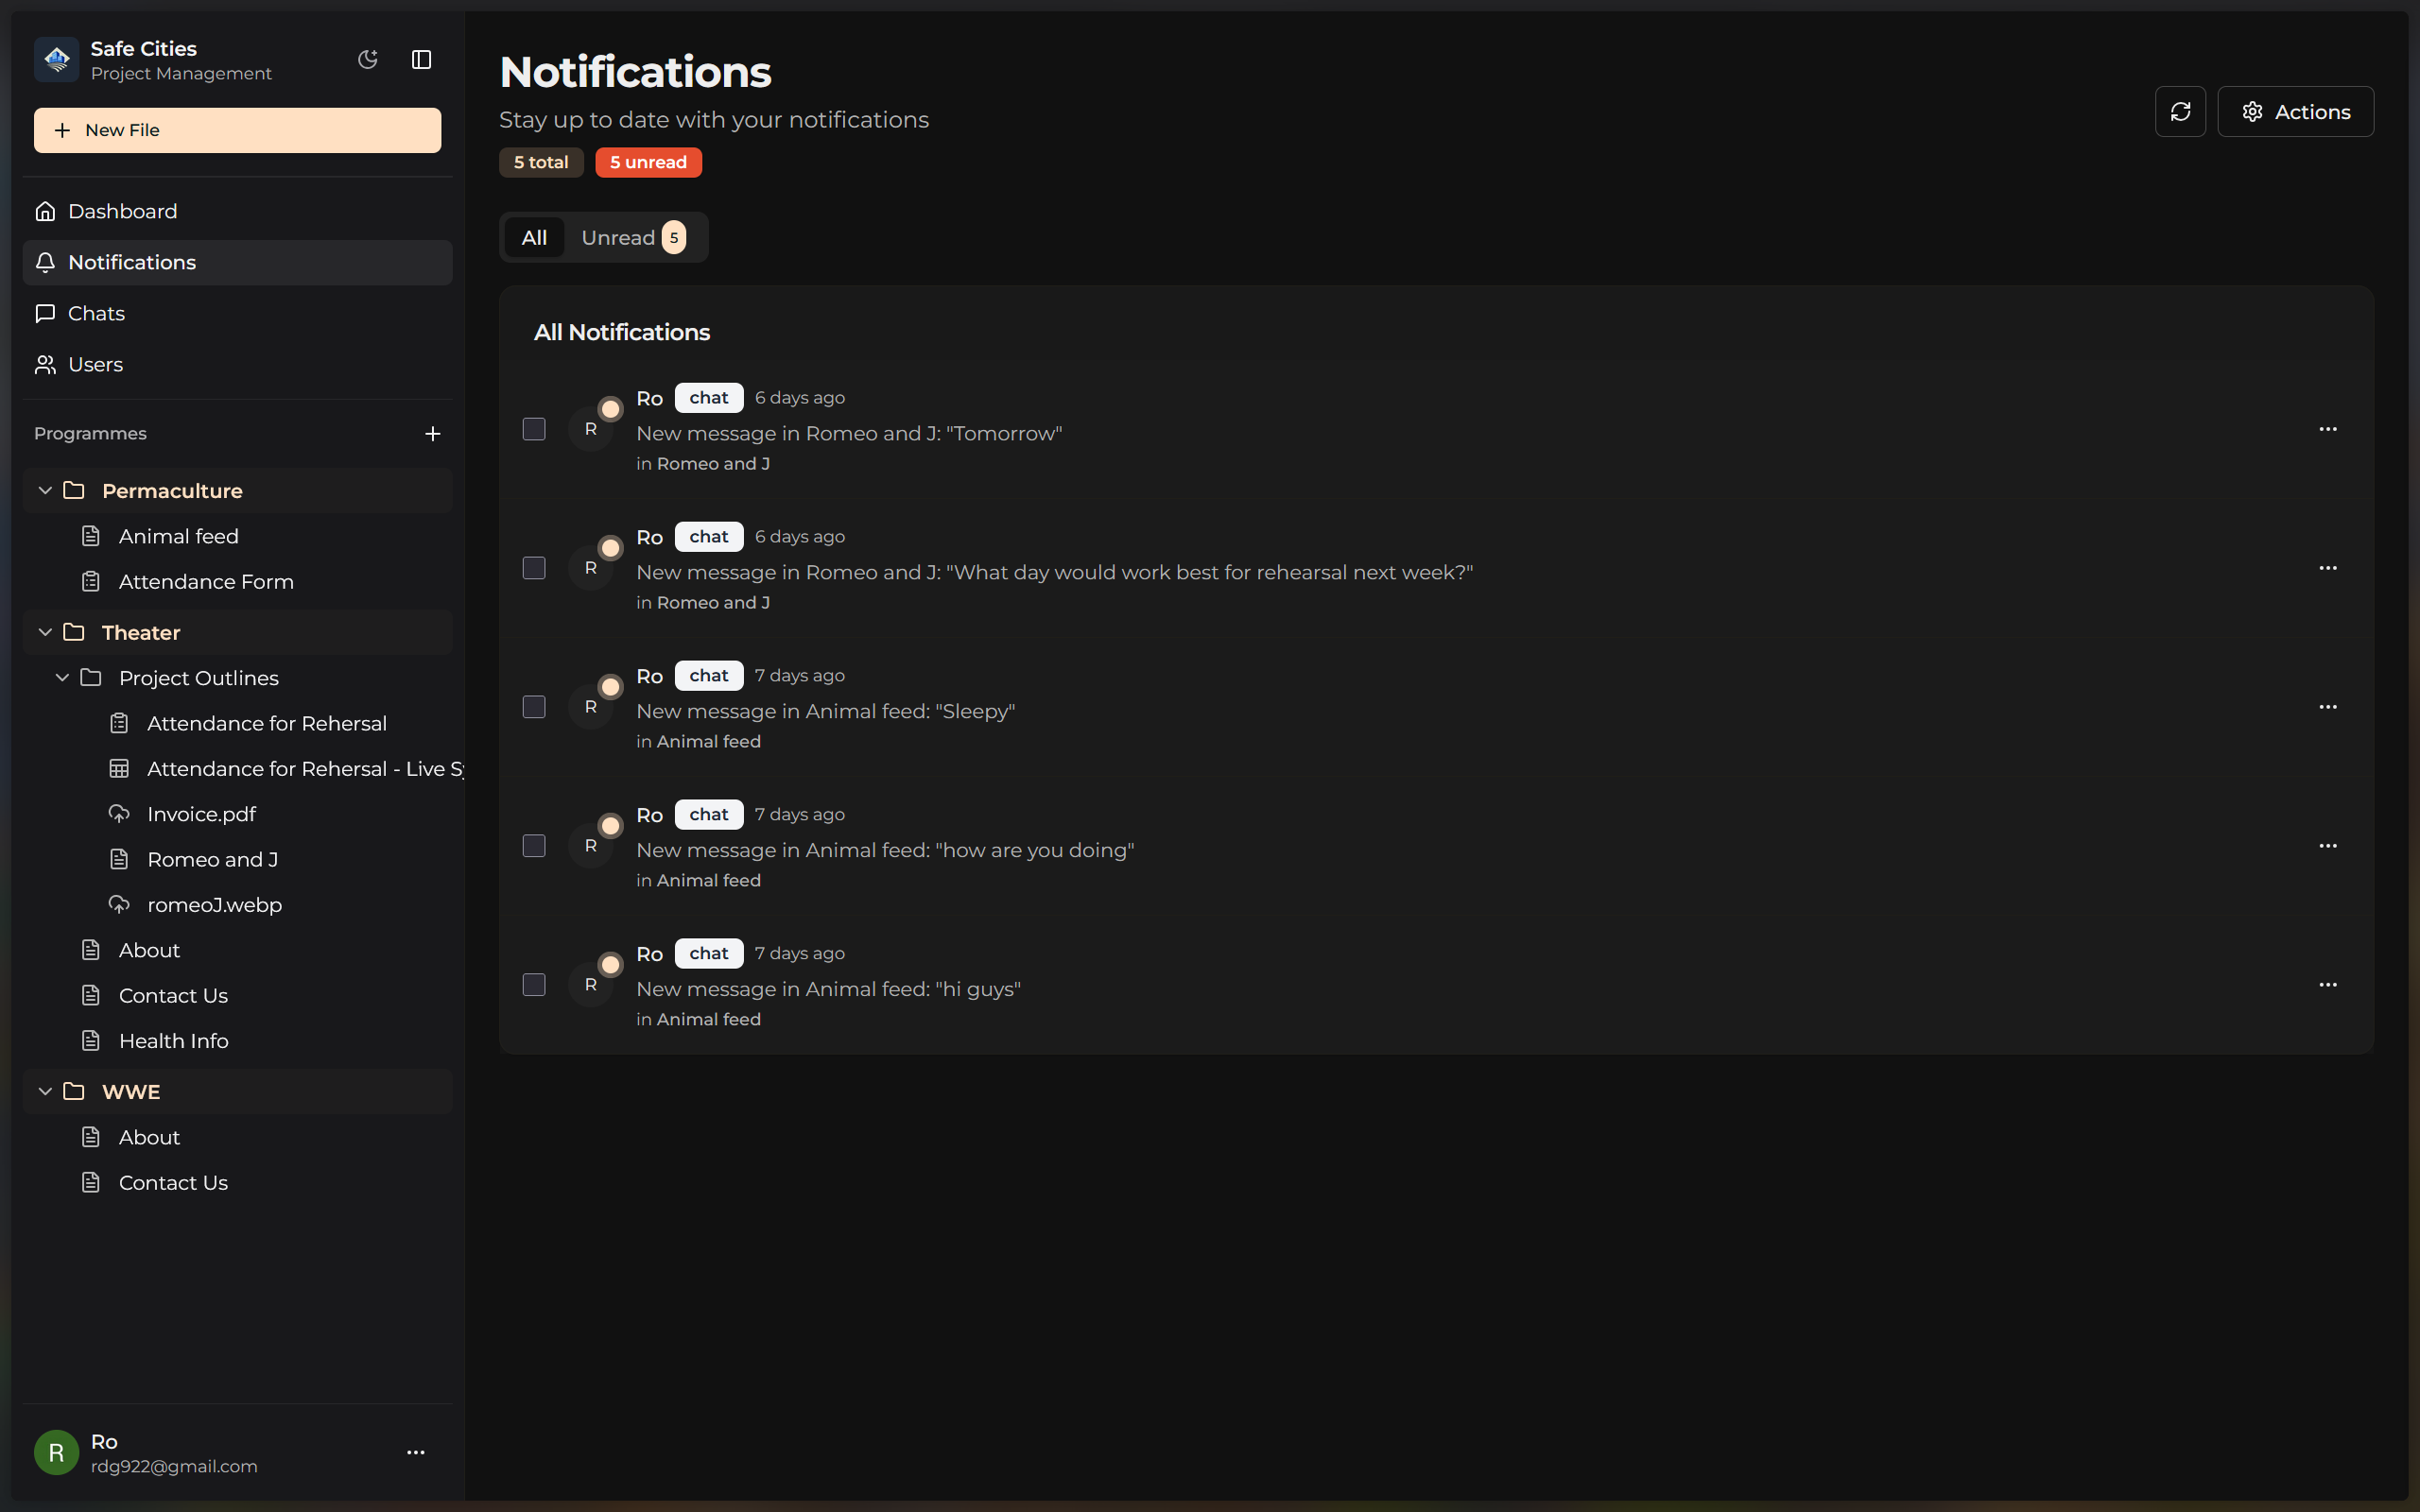 Safe Cities
Project Management
New File
Dashboard
Notifications
Chats
Users
Programmes
Permaculture
Animal feed
Attendance Form
Theater
Project Outlines
Attendance for Rehersal
Attendance for Rehersal - Live
Invoice.pdf
Romeo and J
romeoJ.webp
About
Contact Us
Health Info
WWE
About
Contact Us
R
Ro
rdg922@gmail.com
Notifications
Stay up to date with your notifications
5 total
5 unread
Actions
All
Unread 5
All Notifications
R
Ro chat 6 days ago
New message in Romeo and J: "Tomorrow"
in Romeo and J
R
Ro chat 6 days ago
New message in Romeo and J: "What day would work best for rehearsal next week?"
in Romeo and J
R
Ro chat 7 days ago
New message in Animal feed: "Sleepy"
in Animal feed
R
Ro chat 7 days ago
New message in Animal feed: "how are you doing"
in Animal feed
R
Ro chat 7 days ago
New message in Animal feed: "hi guys"
in Animal feed